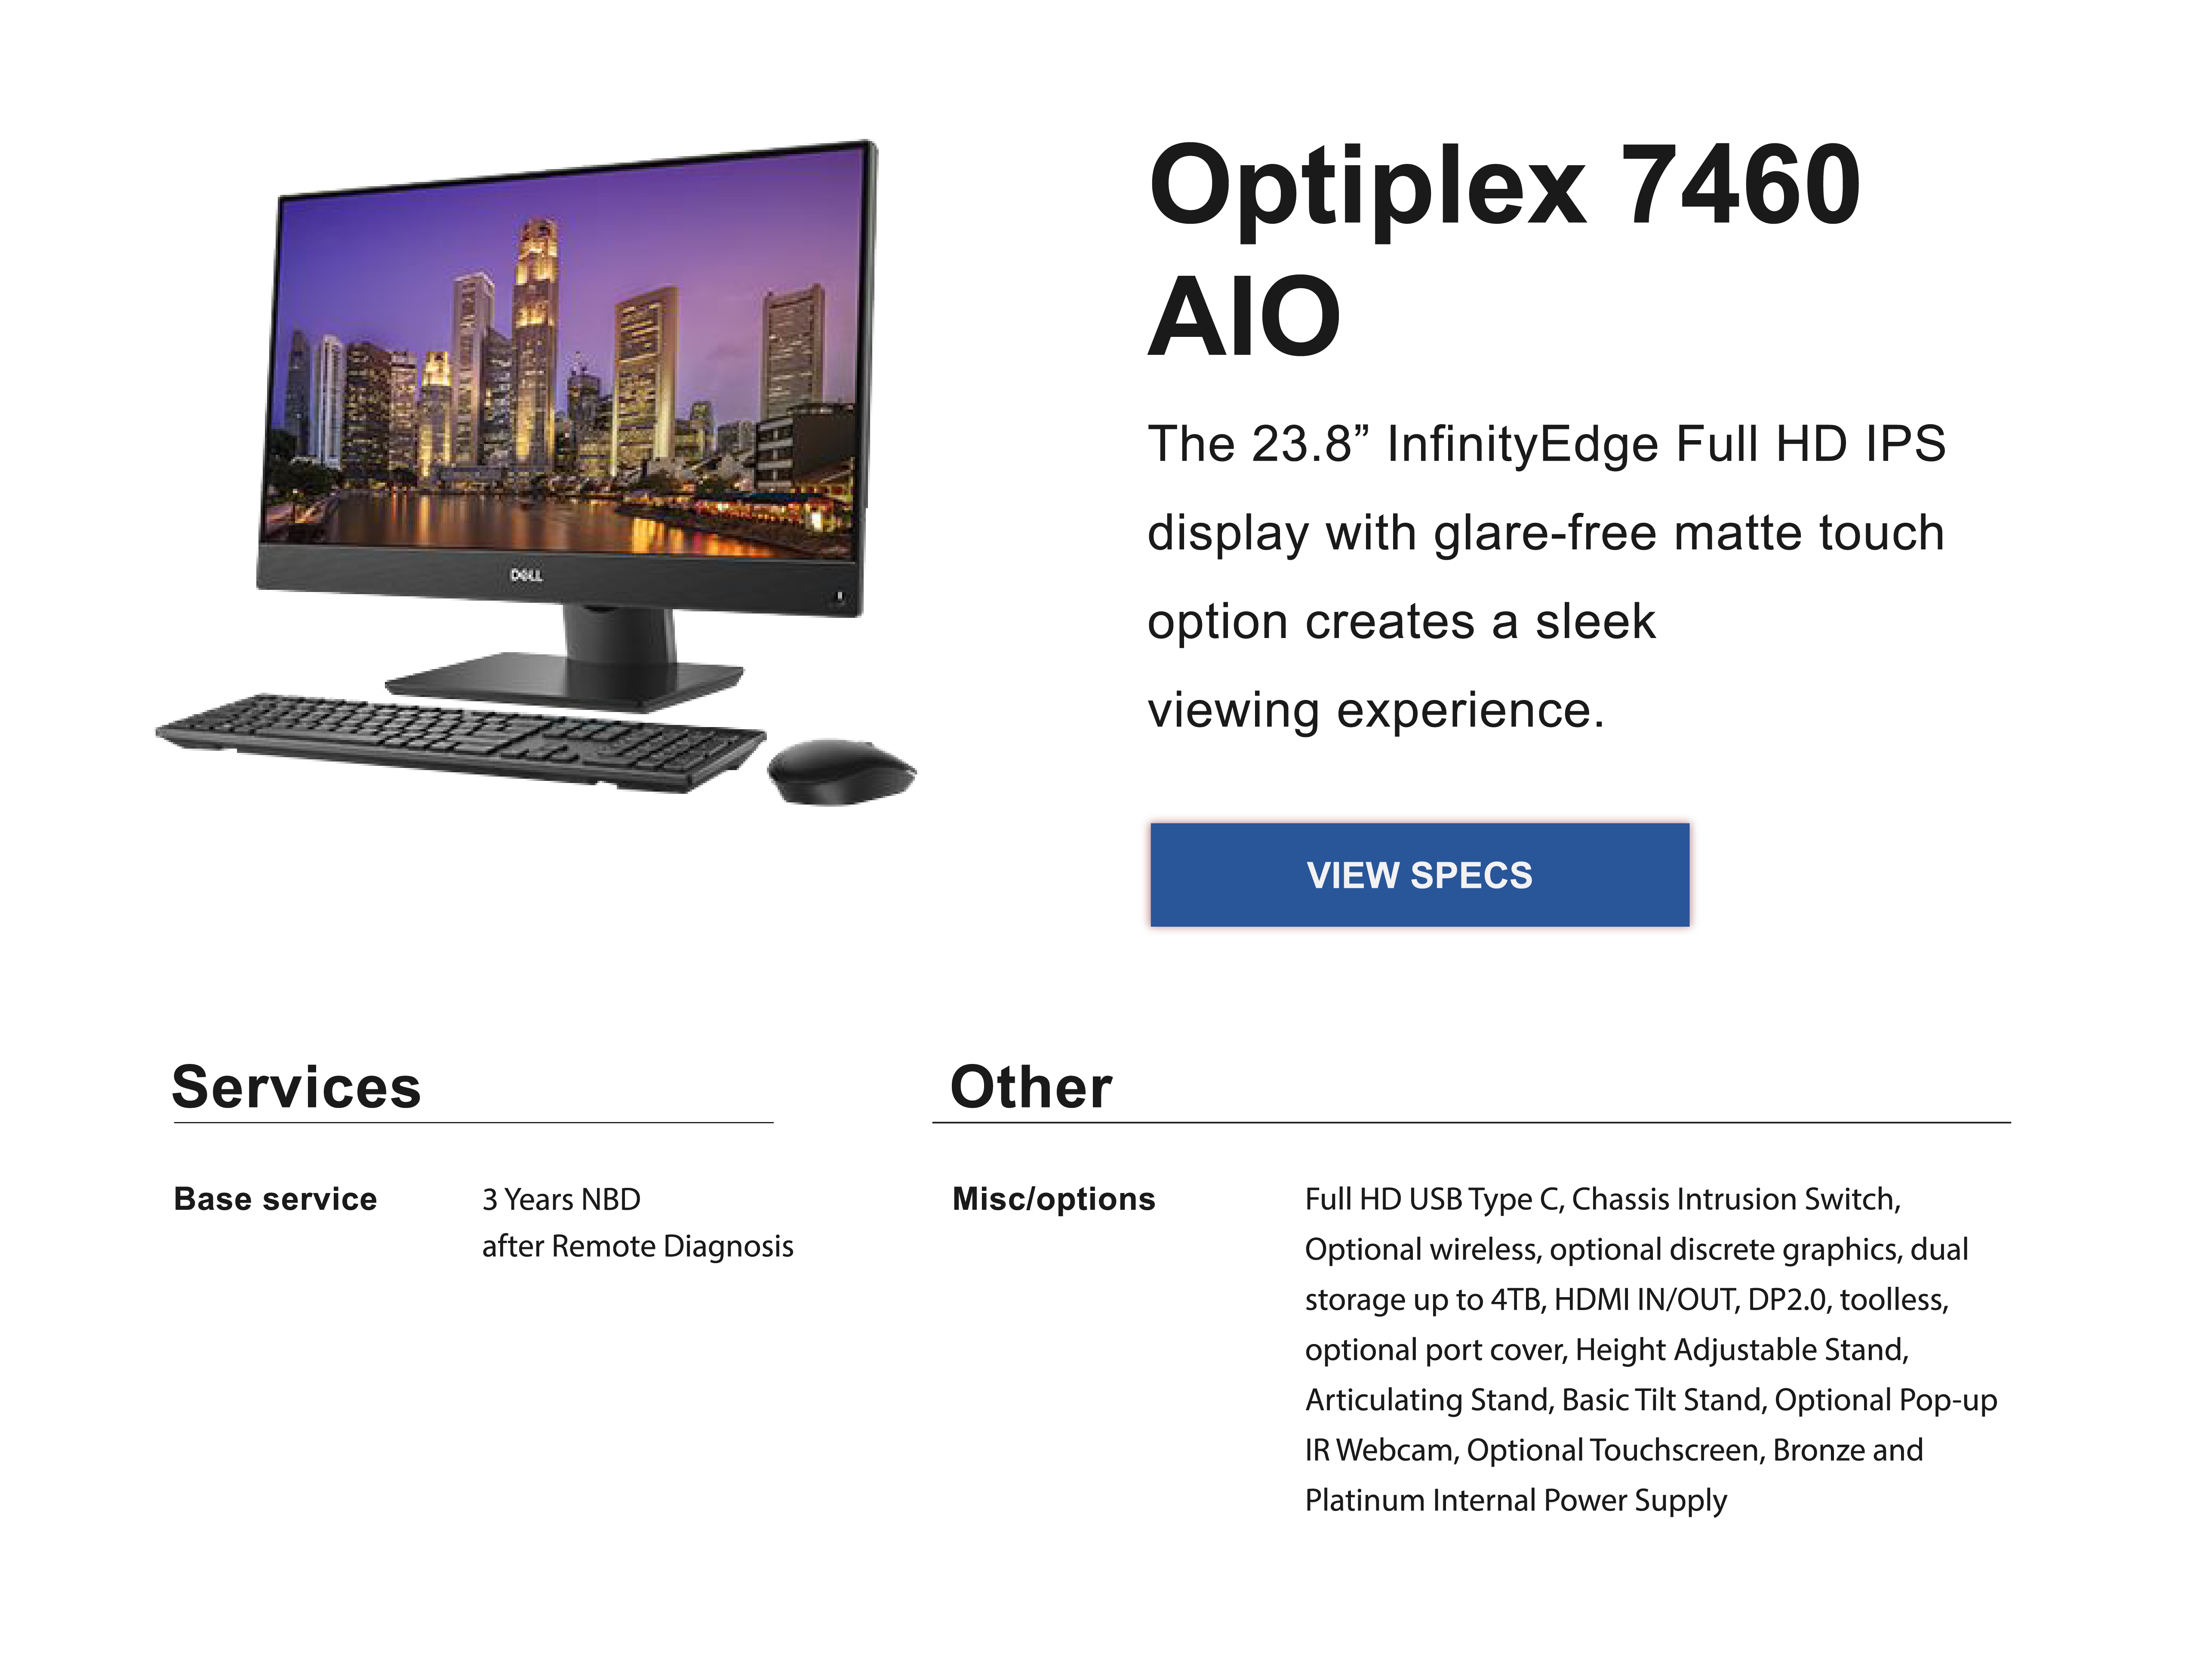 Optiplex 7460
AIO
The 23.8” InfinityEdge Full HD IPS
display with glare-free matte touch
option creates a sleek
viewing experience.
DELL
VIEW SPECS
Services
Base service
3 Years NBD
after Remote Diagnosis
Other
Misc/options
Full HD USB Type C, Chassis Intrusion Switch,
Optional wireless, optional discrete graphics, dual
storage up to 4TB, HDMI IN/OUT, DP2.0, toolless,
optional port cover, Height Adjustable Stand,
Articulating Stand, Basic Tilt Stand, Optional Pop-up
IR Webcam, Optional Touchscreen, Bronze and
Platinum Internal Power Supply